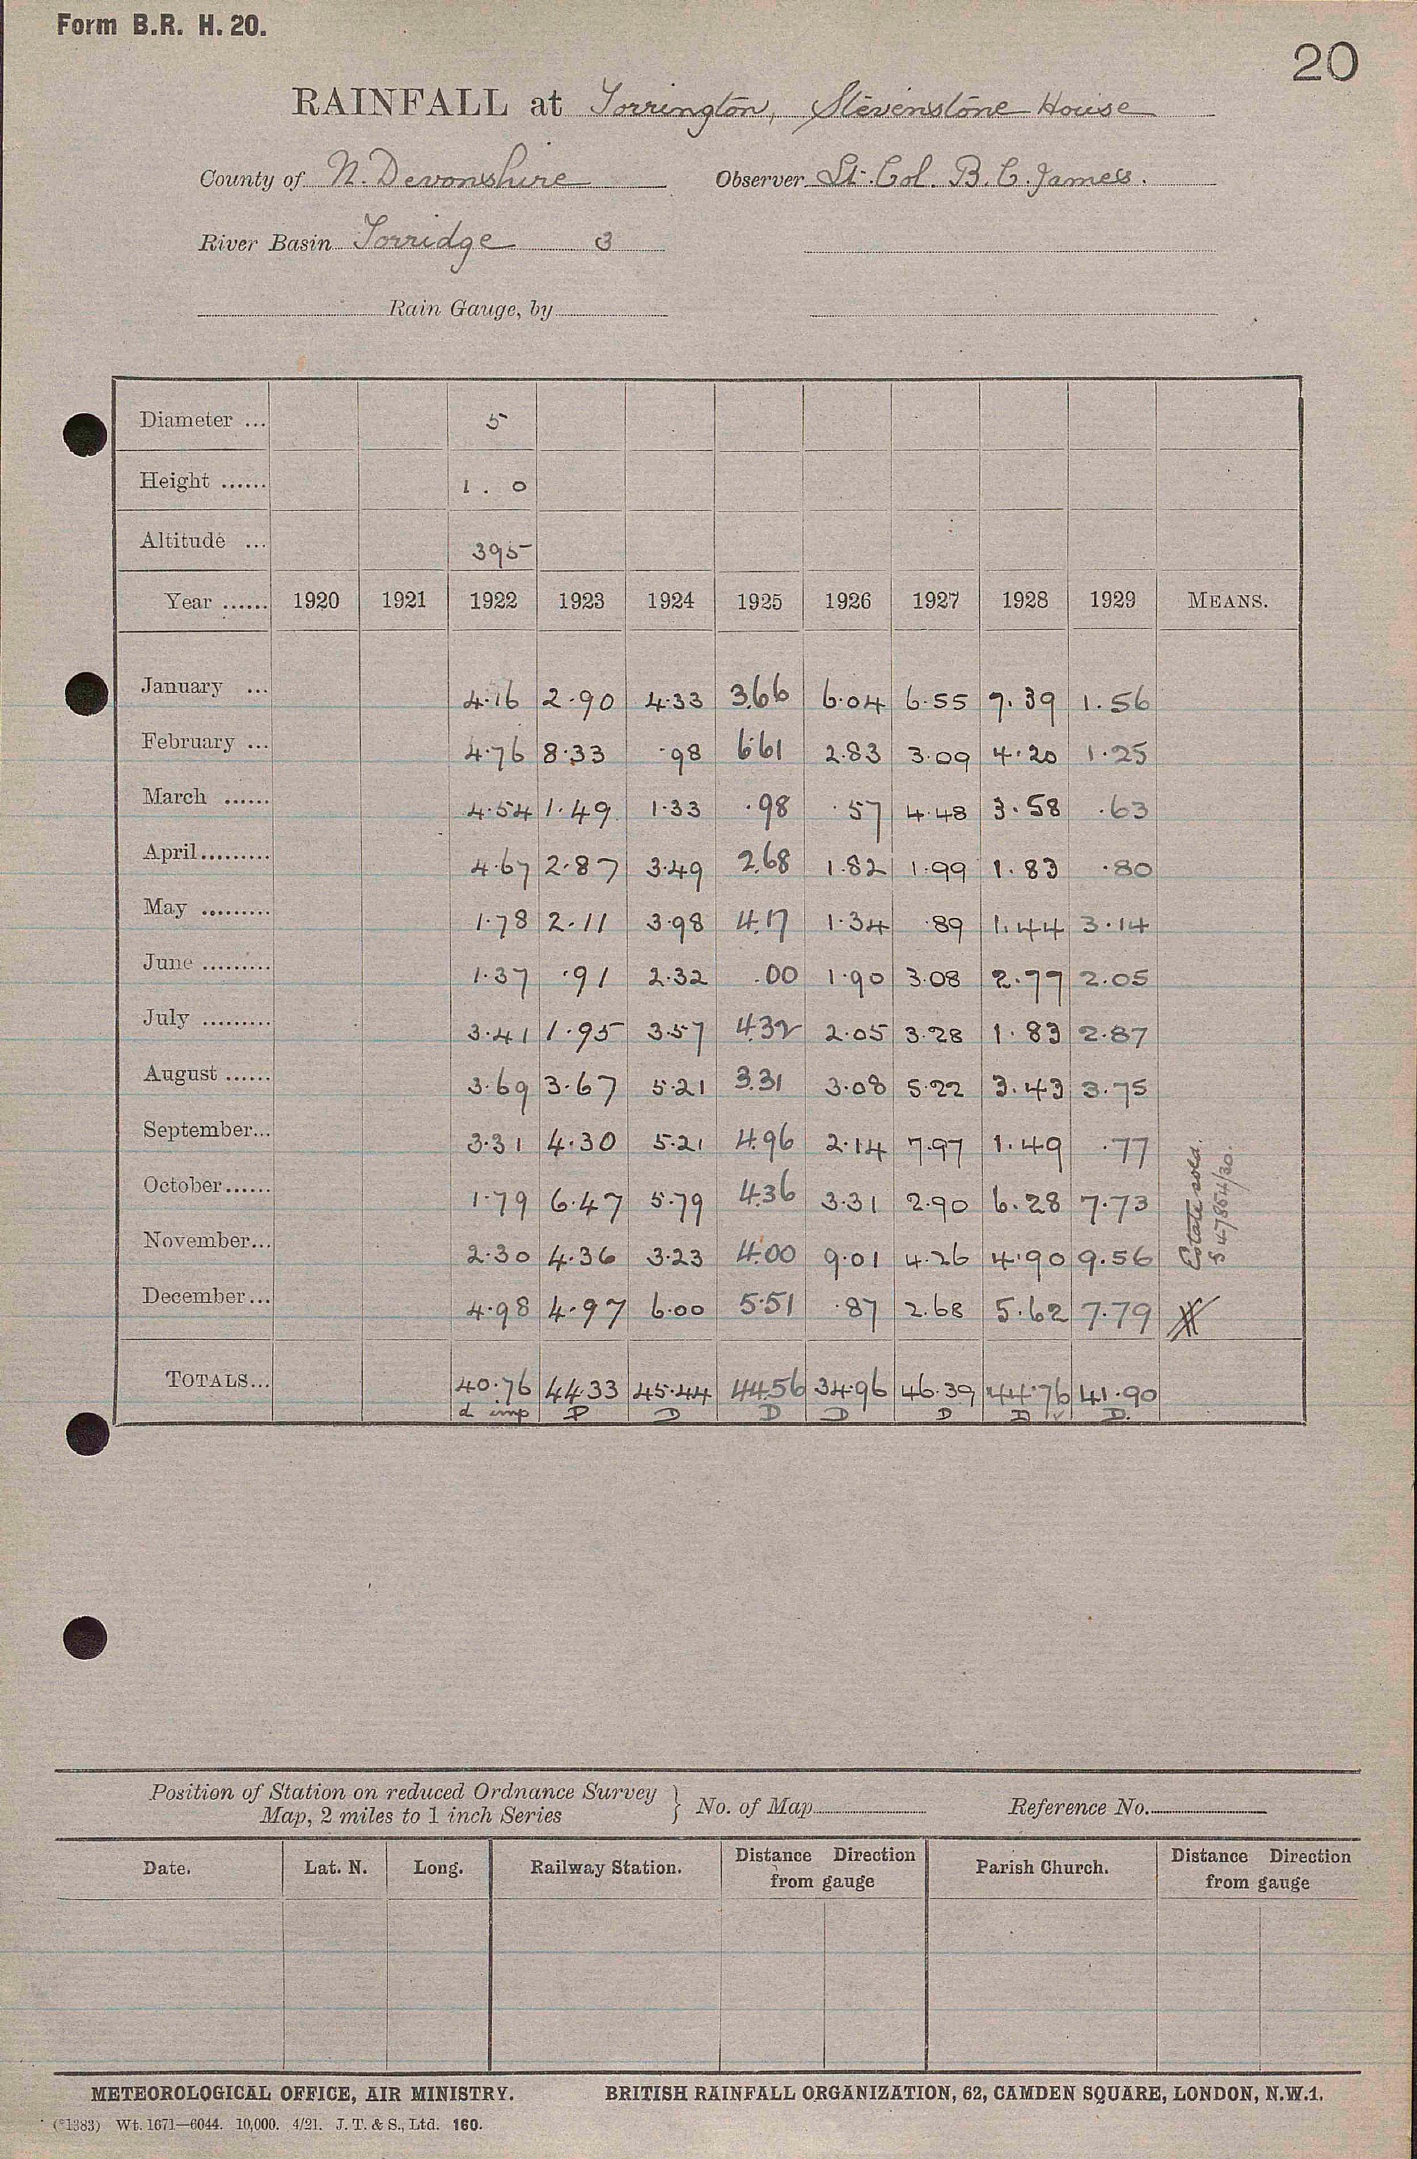 Form B.R. H. 20.
20
RAINFALL at Torrington, Stevenstone House
County of N. Devonshire Observer Lt. Col. B. C. James.
River Basin Torridge 3
Rain Gauge, by
Diameter ... 5
Height ...... 1 . 0
Altitude ... 395
Year ...... 1920 1921 1922 1923 1924 1925 1926 1927 1928 1929 MEANS.
January ... 4.16 2.90 4.33 3.66 6.04 6.55 7.39 1.56
February ... 4.76 8.33 .98 6.61 2.83 3.09 4.20 1.25
March ...... 4.54 1.49 1.33 .98 .57 4.48 3.58 .63
April......... 4.67 2.87 3.49 2.68 1.82 1.99 1.83 .80
May ......... 1.78 2.11 3.98 4.17 1.34 .89 1.44 3.14
June ......... 1.37 .91 2.32 .00 1.90 3.08 2.77 2.05
July ......... 3.41 1.95 3.57 4.32 2.05 3.28 1.83 2.87
August ...... 3.69 3.67 5.21 3.31 3.08 5.22 3.43 3.75
September... 3.31 4.30 5.21 4.96 2.14 7.97 1.49 .77
October...... 1.79 6.47 5.79 4.36 3.31 2.90 6.28 7.73
November... 2.30 4.36 3.23 4.00 9.01 4.26 4.90 9.56
December... 4.98 4.97 6.00 5.51 .87 2.68 5.62 7.79
Estate sold.
S 47854/30.
TOTALS... 40.76 44.33 45.44 44.56 34.96 46.39 44.76 41.90
d imp D D D D D D v D.
Position of Station on reduced Ordnance Survey
Map, 2 miles to 1 inch Series } No. of Map Reference No.
Date. Lat. N. Long. Railway Station. Distance Direction from gauge Parish Church. Distance Direction from gauge
METEOROLOGICAL OFFICE, AIR MINISTRY. BRITISH RAINFALL ORGANIZATION, 62, CAMDEN SQUARE, LONDON, N.W.1.
(*1383) Wt. 1671—6044. 10,000. 4/21. J. T. & S., Ltd. 160.